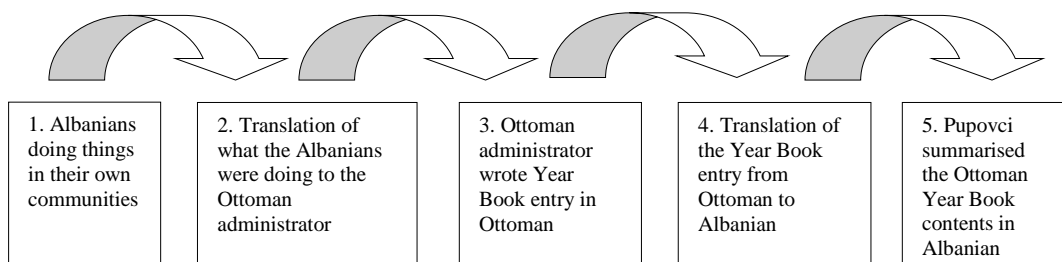 1. Albanians
doing things
in their own
communities
2. Translation of
what the Albanians
were doing to the
Ottoman
administrator
3. Ottoman
administrator
wrote Year
Book entry in
Ottoman
4. Translation of
the Year Book
entry from
Ottoman to
Albanian
5. Pupovci
summarised
the Ottoman
Year Book
contents in
Albanian